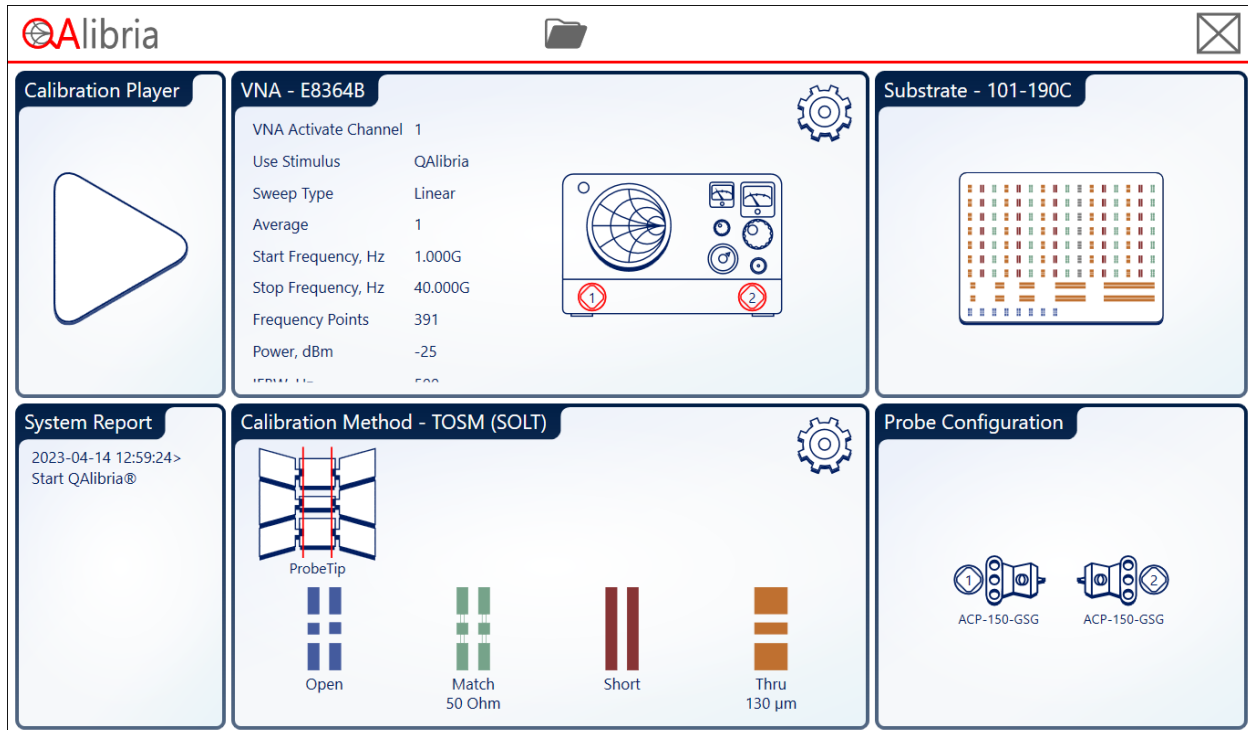 QAlibria
Calibration Player
VNA - E8364B
VNA Activate Channel 1
Use Stimulus QAlibria
Sweep Type Linear
Average 1
Start Frequency, Hz 1.000G
Stop Frequency, Hz 40.000G
Frequency Points 391
Power, dBm -25
1
2
Substrate - 101-190C
System Report
2023-04-14 12:59:24>
Start QAlibria®
Calibration Method - TOSM (SOLT)
ProbeTip
Open
Match
50 Ohm
Short
Thru
130 µm
Probe Configuration
1
2
ACP-150-GSG
ACP-150-GSG